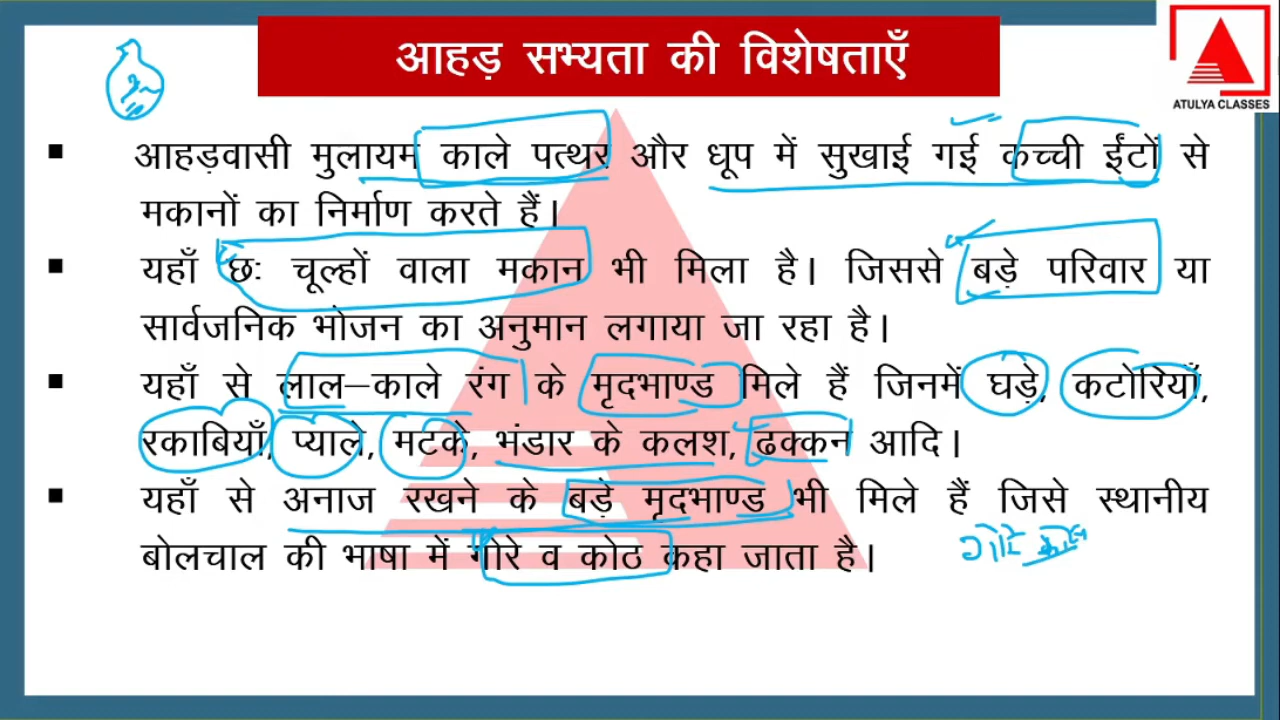 आहड़ सभ्यता की विशेषताएँ
ATULYA CLASSES
▪ आहड़वासी मुलायम काले पत्थर और धूप में सुखाई गई कच्ची ईंटों से
मकानों का निर्माण करते हैं।
▪ यहाँ छः चूल्हों वाला मकान भी मिला है। जिससे बड़े परिवार या
सार्वजनिक भोजन का अनुमान लगाया जा रहा है।
▪ यहाँ से लाल–काले रंग के मृदभाण्ड मिले हैं जिनमें घड़े, कटोरियाँ,
रकाबियाँ, प्याले, मटके, भंडार के कलश, ढक्कन आदि।
▪ यहाँ से अनाज रखने के बड़े मृदभाण्ड भी मिले हैं जिसे स्थानीय
बोलचाल की भाषा में गोरे व कोठ कहा जाता है।